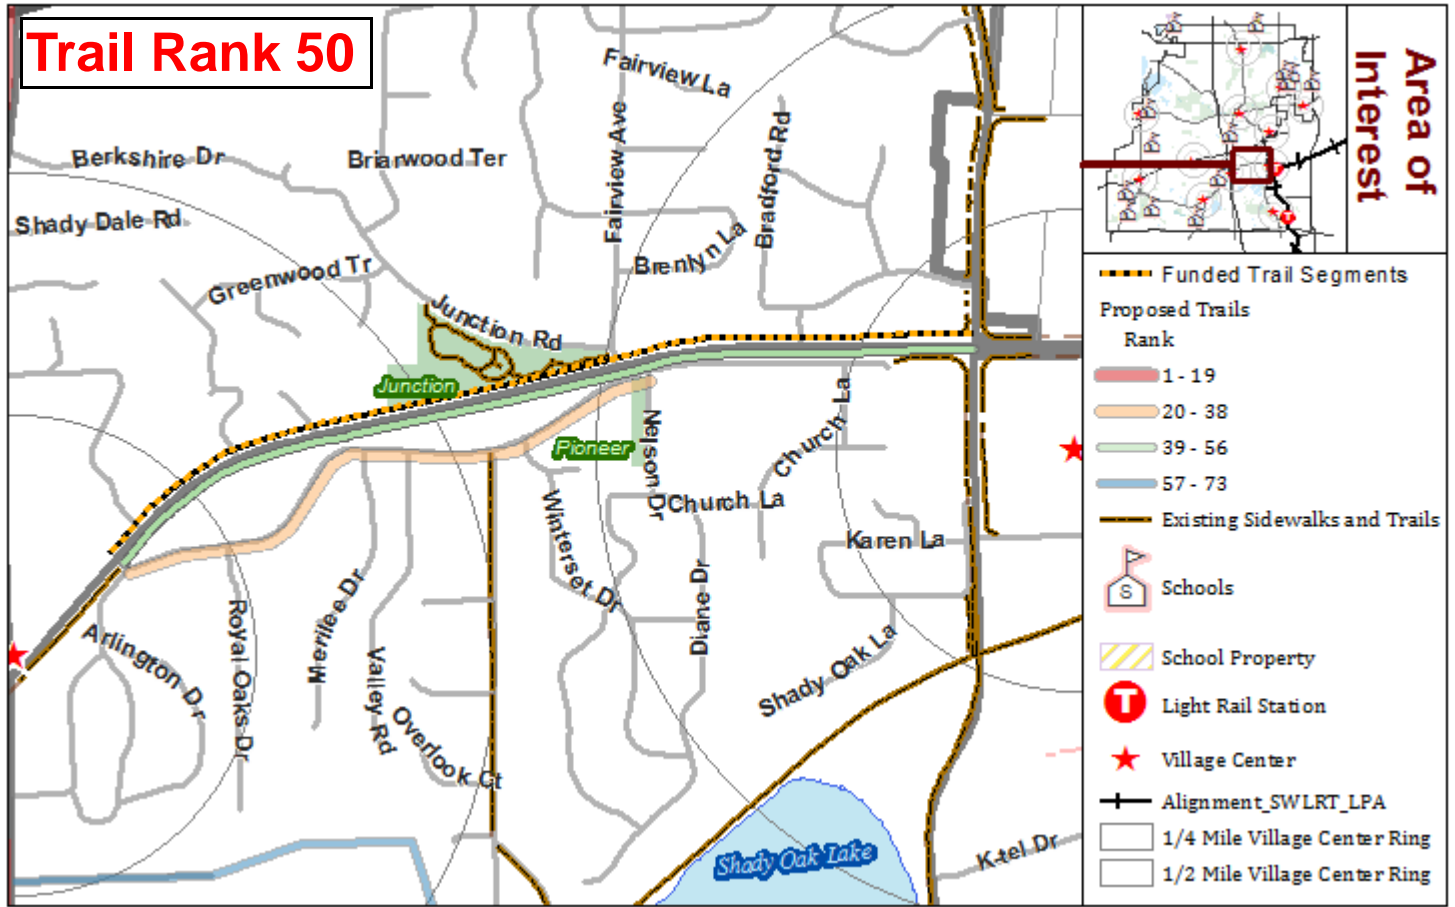 Trail Rank 50
Area of
Interest
Fairview La
Fairview Ave
Bradford Rd
Berkshire Dr
Briarwood Ter
Shady Dale Rd
Greenwood Tr
Brenlyn La
Junction Rd
Junction
Pioneer
Nelson Dr
Church La
Church La
Winterset Dr
Karen La
Diane Dr
Royal Oaks Dr
Merilee Dr
Arlington Dr
Valley Rd
Overlook Ct
Shady Oak La
Shady Oak Lake
K-tel Dr
Funded Trail Segments
Proposed Trails
Rank
1 - 19
20 - 38
39 - 56
57 - 73
Existing Sidewalks and Trails
S
Schools
School Property
T
Light Rail Station
Village Center
Alignment_SWLRT_LPA
1/4 Mile Village Center Ring
1/2 Mile Village Center Ring